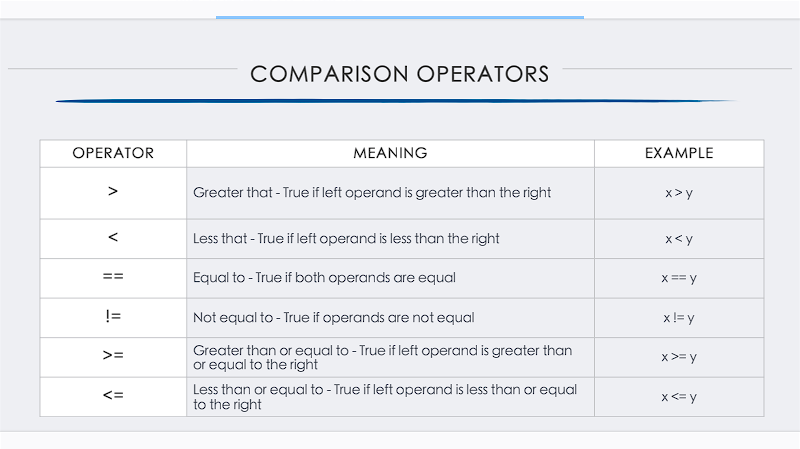 COMPARISON OPERATORS
OPERATOR MEANING EXAMPLE
> Greater that - True if left operand is greater than the right x > y
< Less that - True if left operand is less than the right x < y
== Equal to - True if both operands are equal x == y
!= Not equal to - True if operands are not equal x != y
>= Greater than or equal to - True if left operand is greater than
or equal to the right x >= y
<= Less than or equal to - True if left operand is less than or equal
to the right x <= y